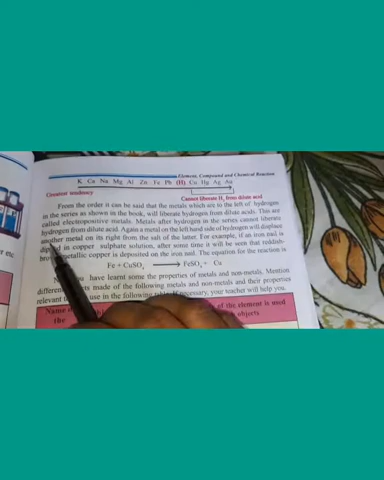 Element, Compound and Chemical Reaction
K Ca Na Mg Al Zn Fe Pb (H) Cu Hg Ag Au
Greatest tendency
Cannot liberate H₂ from dilute acid
From the order it can be said that the metals which are to the left of hydrogen
in the series as shown in the book, will liberate hydrogen from dilute acids. This are
called electropositive metals. Metals after hydrogen in the series cannot liberate
hydrogen from dilute acid. Again a metal on the left hand side of hydrogen will displace
another metal on its right from the salt of the latter. For example, if an iron nail is
dipped in copper sulphate solution, after some time it will be seen that reddish-
brown metallic copper is deposited on the iron nail. The equation for the reaction is
Fe + CuSO₄ ⟶ FeSO₄ + Cu
have learnt some the properties of metals and non-metals. Mention
made of the following metals and non-metals and their properties
relevant use in the following necessary, your teacher will help you.
Name of the element is used
the objects